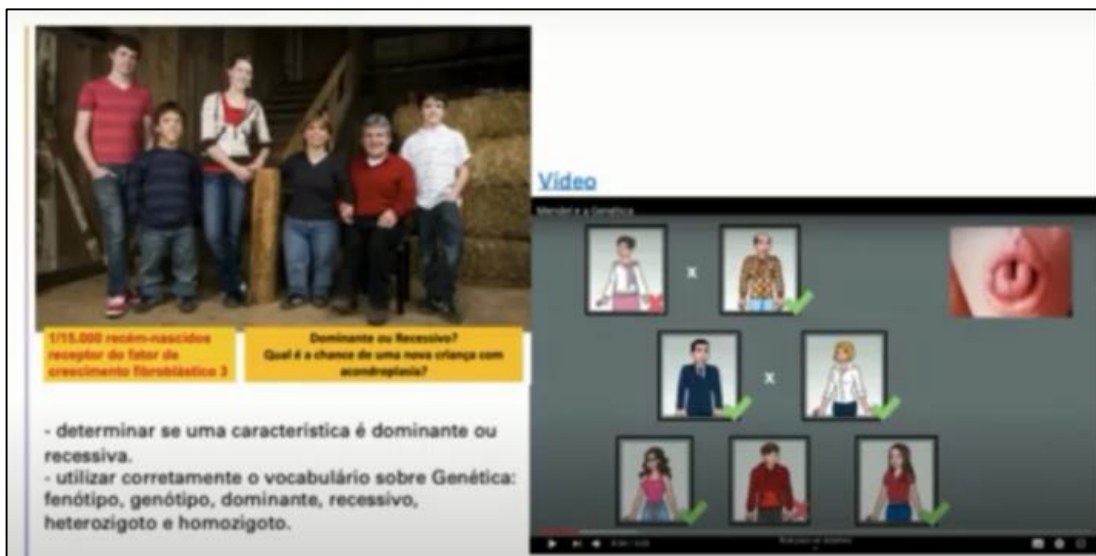 1/15.000 recém-nascidos
receptor do fator de
crescimento fibroblástico 3
Dominante ou Recessivo?
Qual é a chance de uma nova criança com
acondroplasia?
- determinar se uma característica é dominante ou
recessiva.
- utilizar corretamente o vocabulário sobre Genética:
fenótipo, genótipo, dominante, recessivo,
heterozigoto e homozigoto.
Vídeo
Mendel e a Genética
x
x